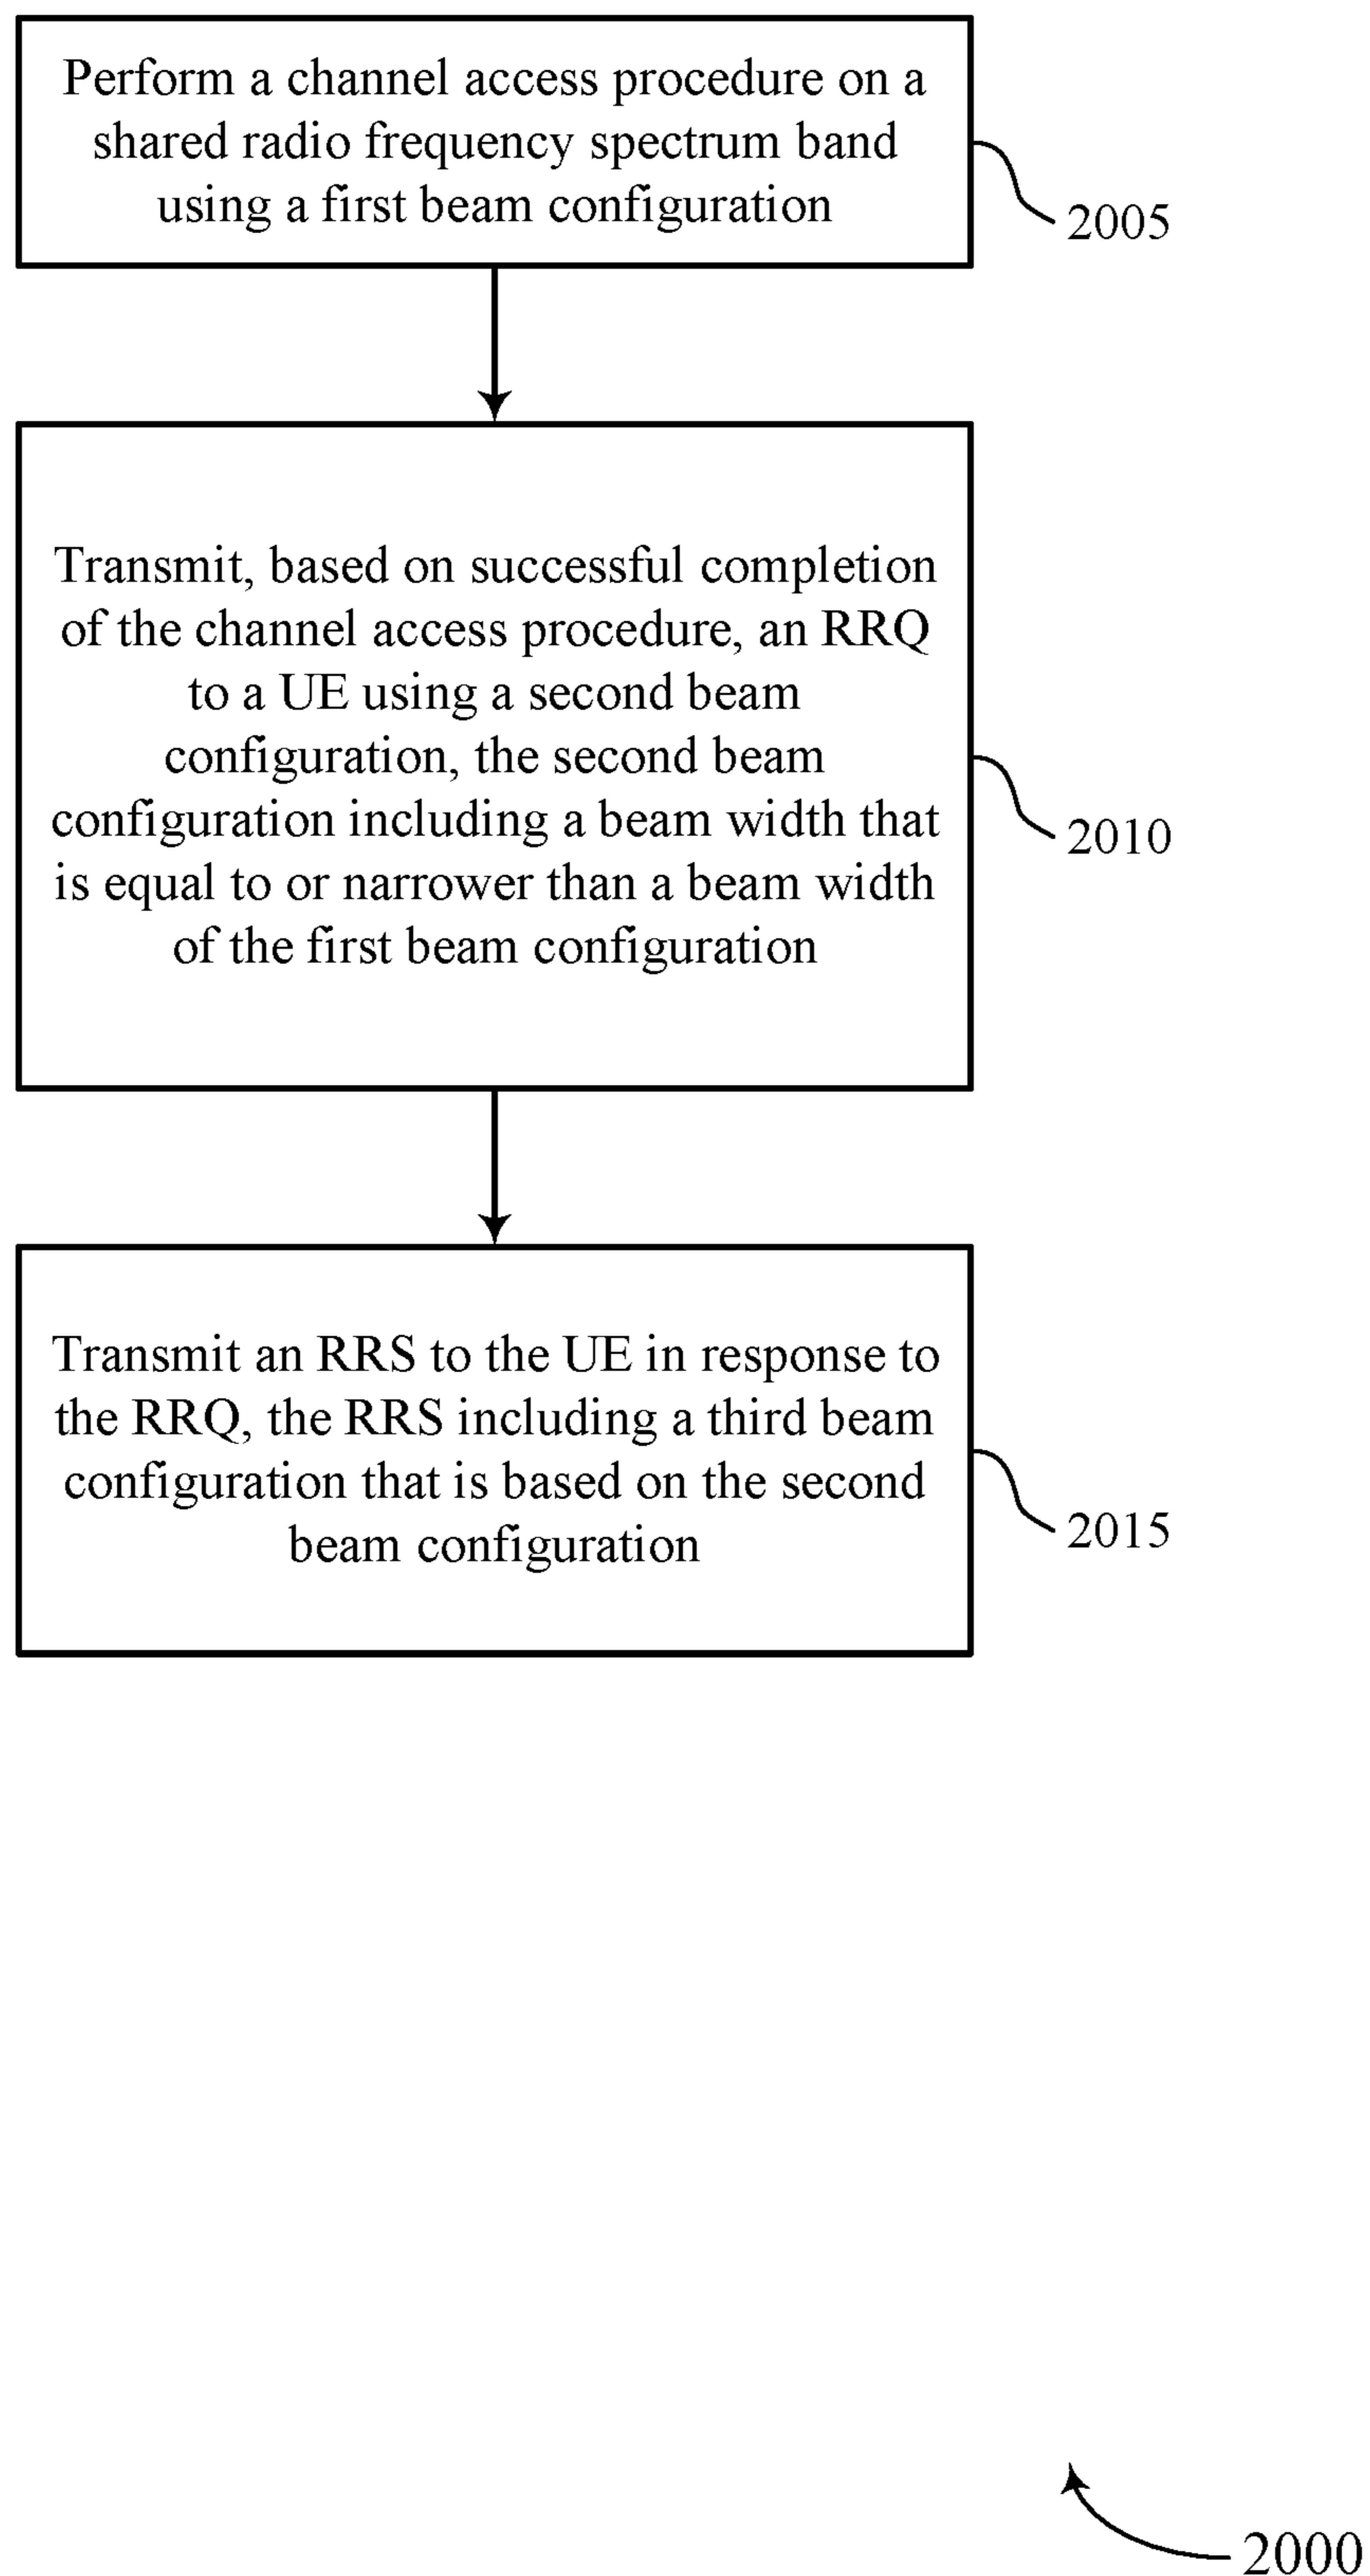 Perform a channel access procedure on a
shared radio frequency spectrum band
using a first beam configuration
2005
Transmit, based on successful completion
of the channel access procedure, an RRQ
to a UE using a second beam
configuration, the second beam
configuration including a beam width that
is equal to or narrower than a beam width
of the first beam configuration
2010
Transmit an RRS to the UE in response to
the RRQ, the RRS including a third beam
configuration that is based on the second
beam configuration
2015
2000